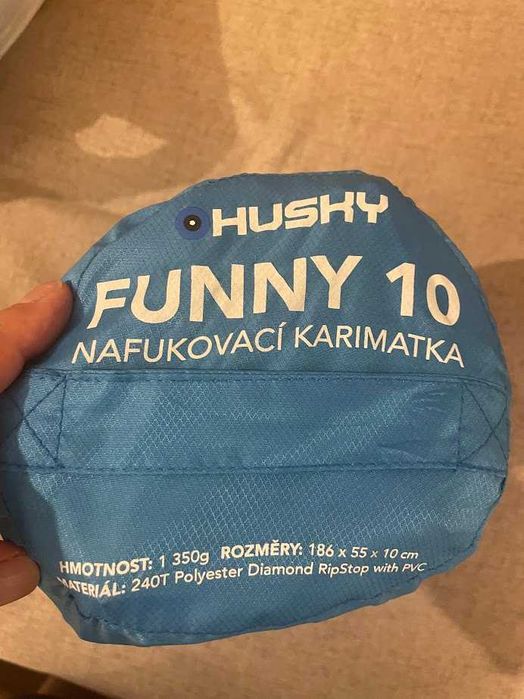 HUSKY
FUNNY 10
NAFUKOVACÍ KARIMATKA
HMOTNOST: 1 350g ROZMĚRY: 186 x 55 x 10 cm
MATERIÁL: 240T Polyester Diamond RipStop with PVC